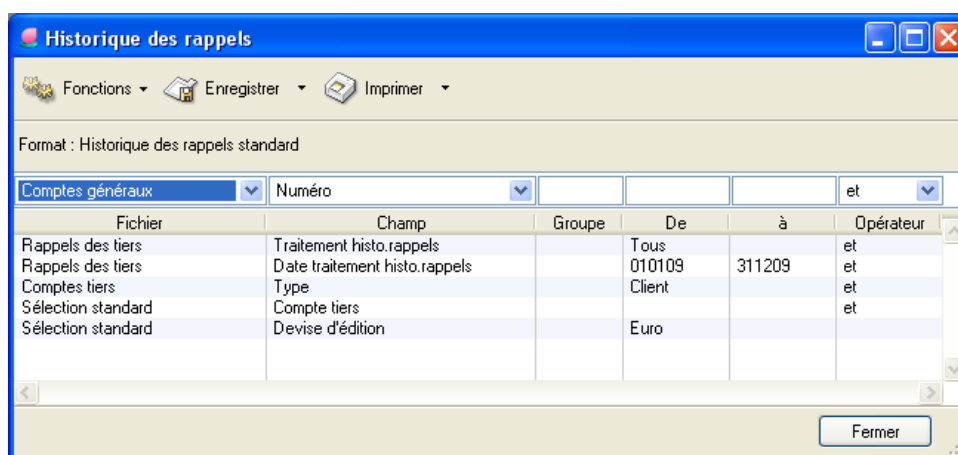 Historique des rappels
Fonctions Enregistrer Imprimer
Format : Historique des rappels standard
Comptes généraux Numéro et
Fichier Champ Groupe De à Opérateur
Rappels des tiers Traitement histo.rappels Tous et
Rappels des tiers Date traitement histo.rappels 010109 311209 et
Comptes tiers Type Client et
Sélection standard Compte tiers et
Sélection standard Devise d'édition Euro
Fermer